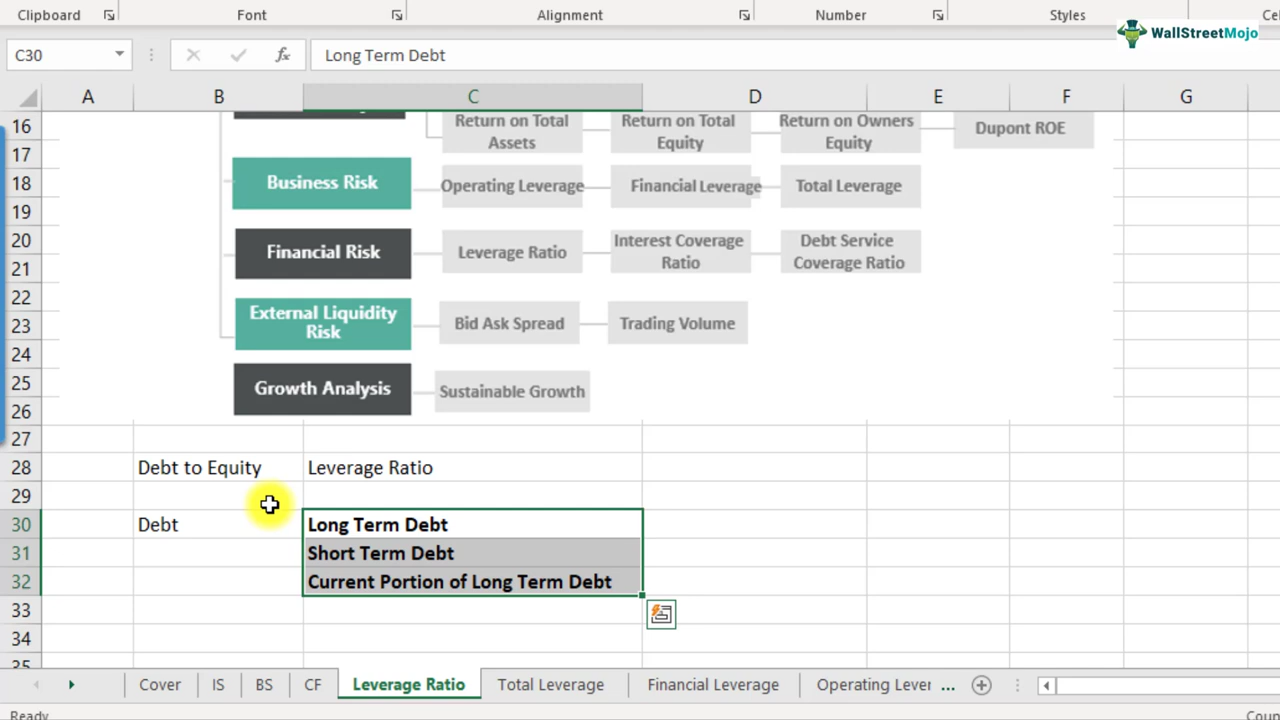 Clipboard
Font
Alignment
Number
Styles
WallStreetMojo
C30
fx
Long Term Debt
A B C D E F G
16
17
18
19
20
21
22
23
24
25
26
27
28
29
30
31
32
33
34
35
Return on Total
Assets
Return on Total
Equity
Return on Owners
Equity
Dupont ROE
Business Risk
Operating Leverage
Financial Leverage
Total Leverage
Financial Risk
Leverage Ratio
Interest Coverage
Ratio
Debt Service
Coverage Ratio
External Liquidity
Risk
Bid Ask Spread
Trading Volume
Growth Analysis
Sustainable Growth
Debt to Equity
Leverage Ratio
Debt
Long Term Debt
Short Term Debt
Current Portion of Long Term Debt
Cover IS BS CF Leverage Ratio Total Leverage Financial Leverage Operating Lever ...
Ready